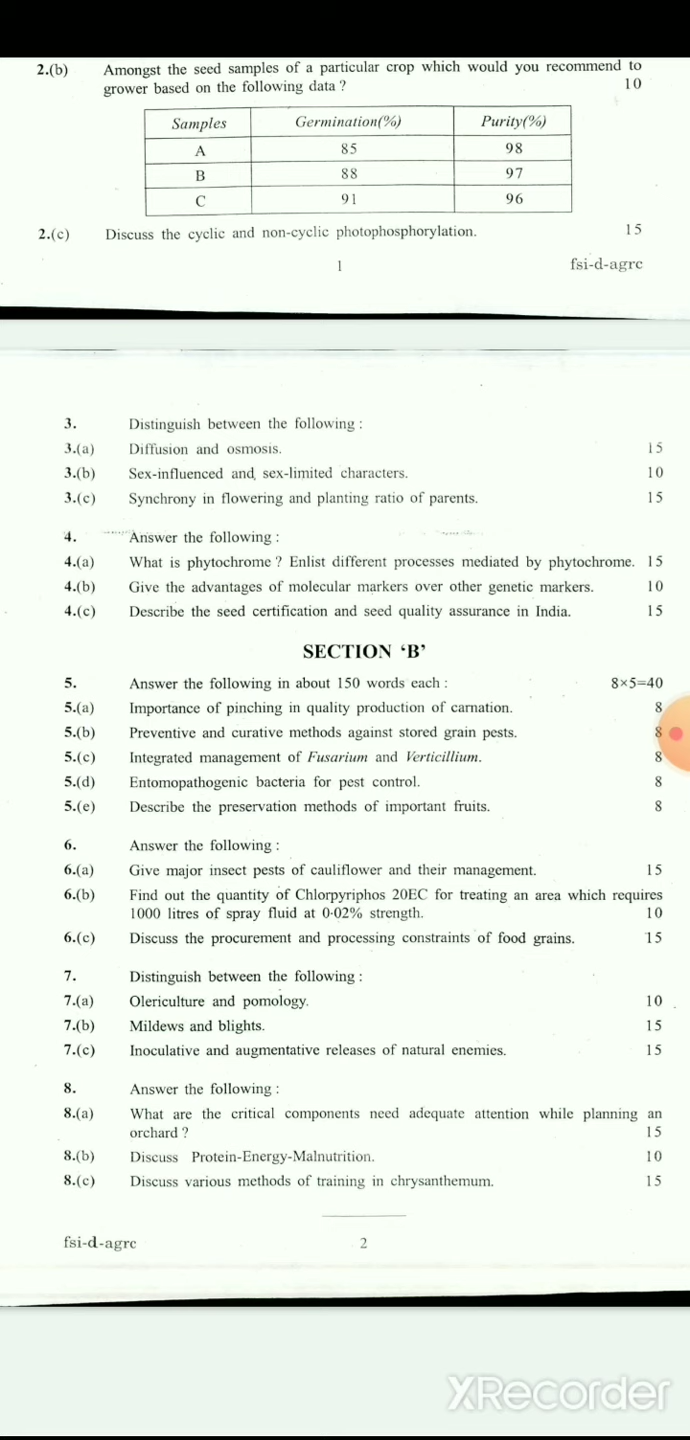 2.(b) Amongst the seed samples of a particular crop which would you recommend to
grower based on the following data ? 10
Samples Germination(%) Purity(%)
A 85 98
B 88 97
C 91 96
2.(c) Discuss the cyclic and non-cyclic photophosphorylation. 15
1 fsi-d-agrc
3. Distinguish between the following :
3.(a) Diffusion and osmosis. 15
3.(b) Sex-influenced and sex-limited characters. 10
3.(c) Synchrony in flowering and planting ratio of parents. 15
4. Answer the following :
4.(a) What is phytochrome ? Enlist different processes mediated by phytochrome. 15
4.(b) Give the advantages of molecular markers over other genetic markers. 10
4.(c) Describe the seed certification and seed quality assurance in India. 15
SECTION ‘B’
5. Answer the following in about 150 words each : 8×5=40
5.(a) Importance of pinching in quality production of carnation. 8
5.(b) Preventive and curative methods against stored grain pests. 8
5.(c) Integrated management of Fusarium and Verticillium. 8
5.(d) Entomopathogenic bacteria for pest control. 8
5.(e) Describe the preservation methods of important fruits. 8
6. Answer the following :
6.(a) Give major insect pests of cauliflower and their management. 15
6.(b) Find out the quantity of Chlorpyriphos 20EC for treating an area which requires
1000 litres of spray fluid at 0·02% strength. 10
6.(c) Discuss the procurement and processing constraints of food grains. 15
7. Distinguish between the following :
7.(a) Olericulture and pomology. 10
7.(b) Mildews and blights. 15
7.(c) Inoculative and augmentative releases of natural enemies. 15
8. Answer the following :
8.(a) What are the critical components need adequate attention while planning an
orchard ? 15
8.(b) Discuss Protein-Energy-Malnutrition. 10
8.(c) Discuss various methods of training in chrysanthemum. 15
fsi-d-agrc 2
XRecorder